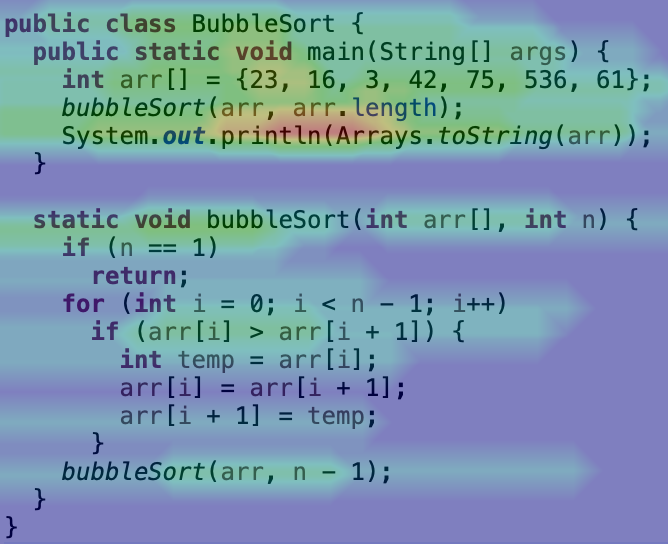 public class BubbleSort {
  public static void main(String[] args) {
    int arr[] = {23, 16, 3, 42, 75, 536, 61};
    bubbleSort(arr, arr.length);
    System.out.println(Arrays.toString(arr));
  }

  static void bubbleSort(int arr[], int n) {
    if (n == 1)
      return;
    for (int i = 0; i < n - 1; i++)
      if (arr[i] > arr[i + 1]) {
        int temp = arr[i];
        arr[i] = arr[i + 1];
        arr[i + 1] = temp;
      }
    bubbleSort(arr, n - 1);
  }
}